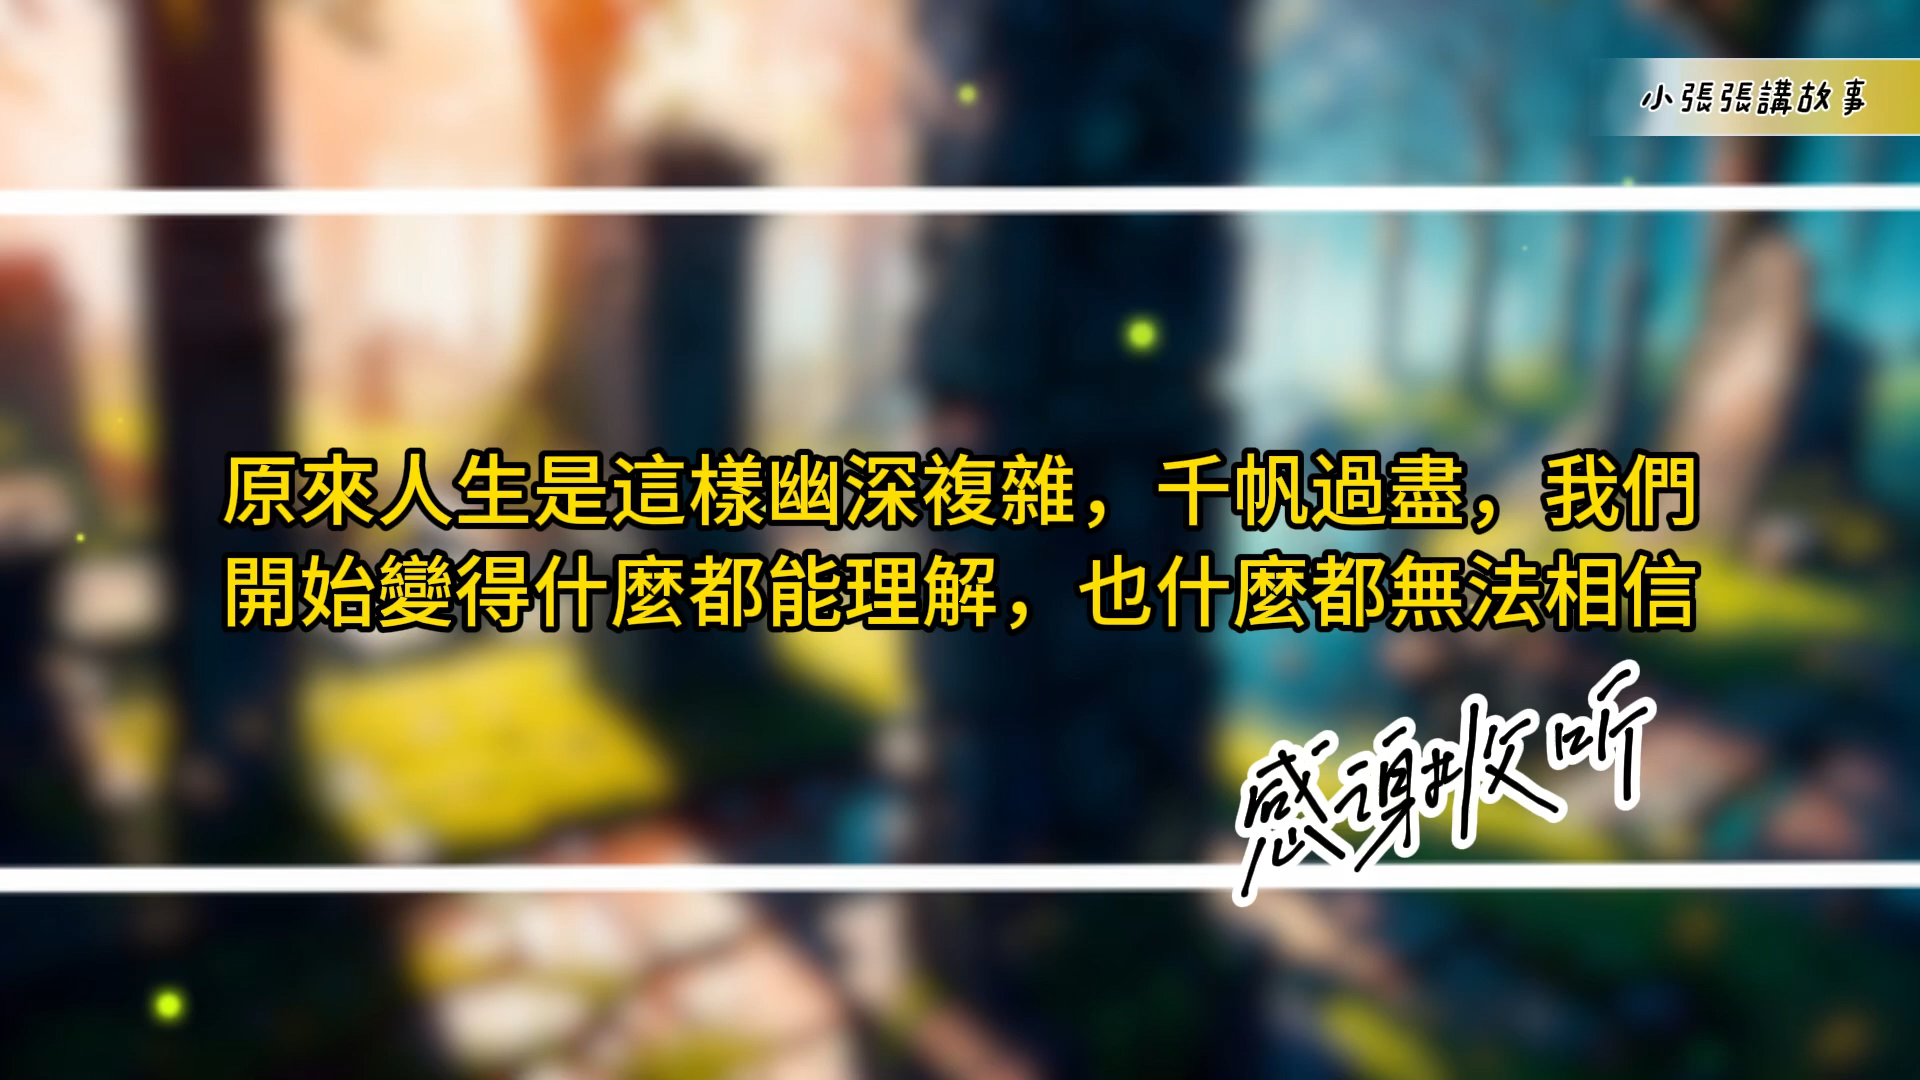 小張張講故事
原來人生是這樣幽深複雜，千帆過盡，我們
開始變得什麼都能理解，也什麼都無法相信
感謝收听